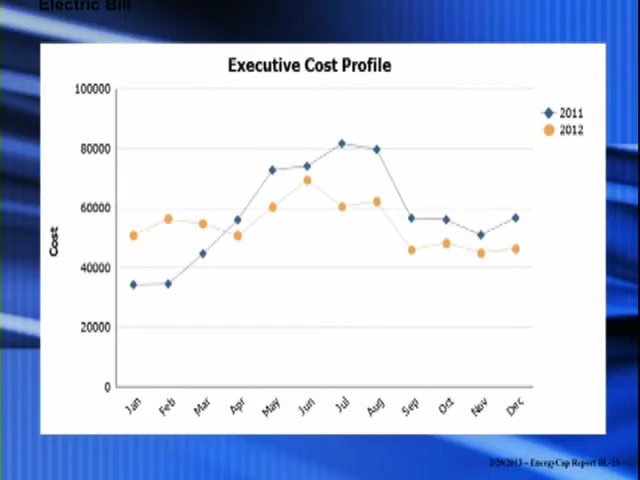 Electric Bill
Executive Cost Profile
100000
80000
60000
40000
20000
0
Cost
Jan
Feb
Mar
Apr
May
Jun
Jul
Aug
Sep
Oct
Nov
Dec
2011
2012
2/20/2013 – EnergyCap Report BL-25